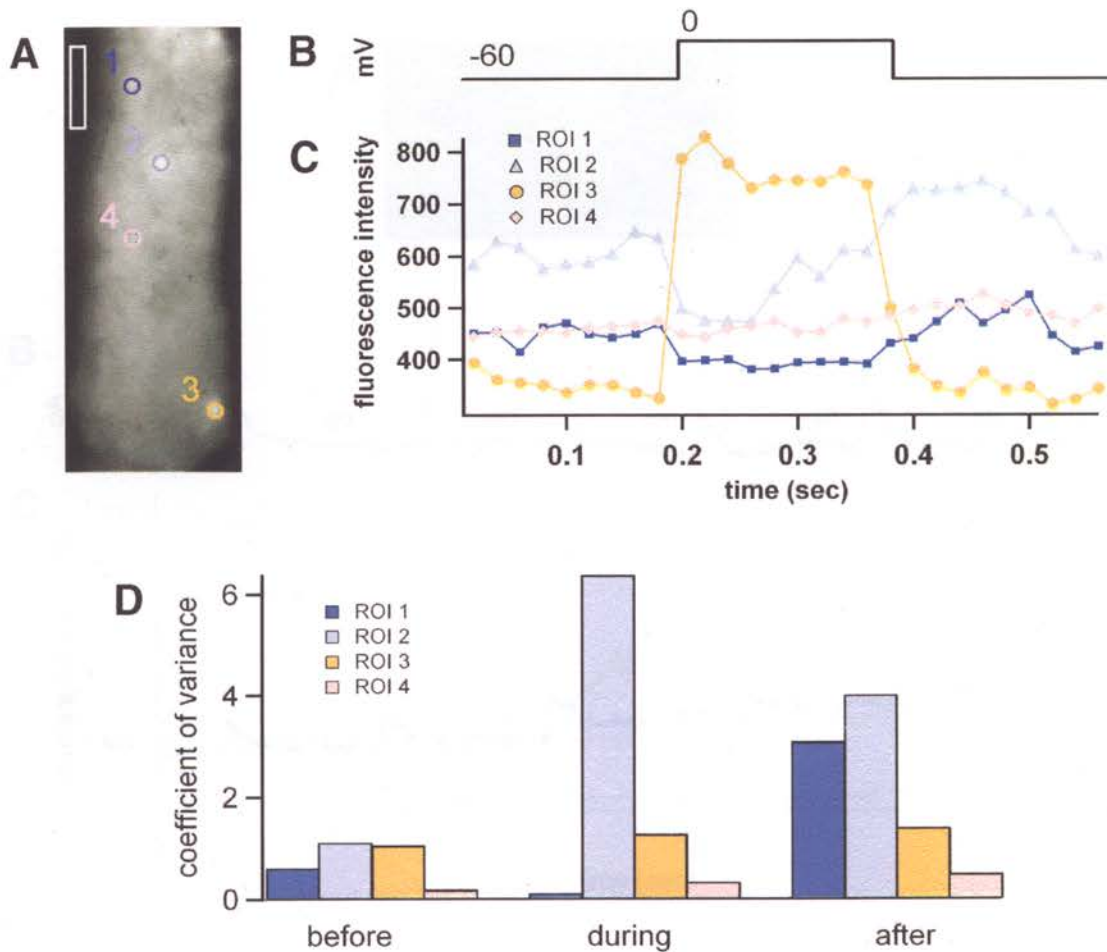 A
1
2
4
3
B
mV
-60
0
C
fluorescence intensity
800
700
600
500
400
ROI 1
ROI 2
ROI 3
ROI 4
0.1 0.2 0.3 0.4 0.5
time (sec)
D
coefficient of variance
6
4
2
0
ROI 1
ROI 2
ROI 3
ROI 4
before during after